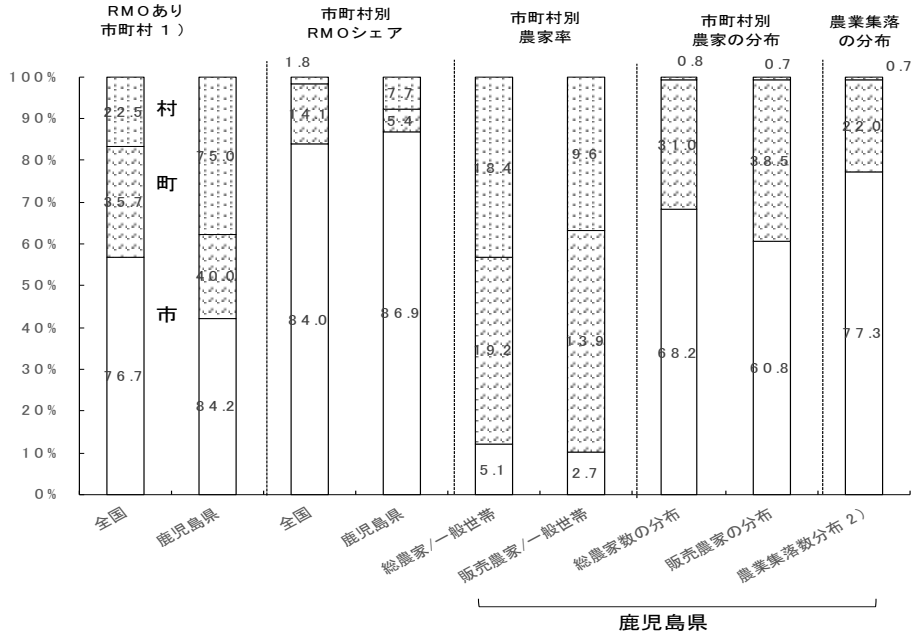 RMOあり
市町村1)
市町村別
RMOシェア
市町村別
農家率
市町村別
農家の分布
農業集落
の分布
1.8
0.8
0.7
0.7
100%
90%
80%
70%
60%
50%
40%
30%
20%
10%
0%
村
町
市
22.5
35.7
76.7
75.0
40.0
84.2
14.1
84.0
7.7
5.4
86.9
18.4
19.2
5.1
9.6
13.9
2.7
31.0
68.2
38.5
60.8
22.0
77.3
全国
鹿児島県
全国
鹿児島県
総農家/一般世帯
販売農家/一般世帯
総農家数の分布
販売農家の分布
農業集落数分布2)
鹿児島県